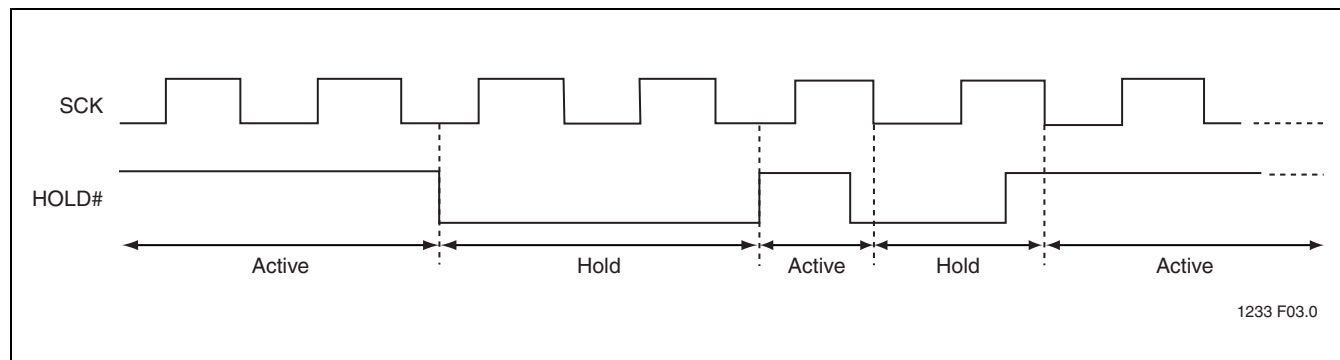 SCK
HOLD#
Active
Hold
Active
Hold
Active
1233 F03.0